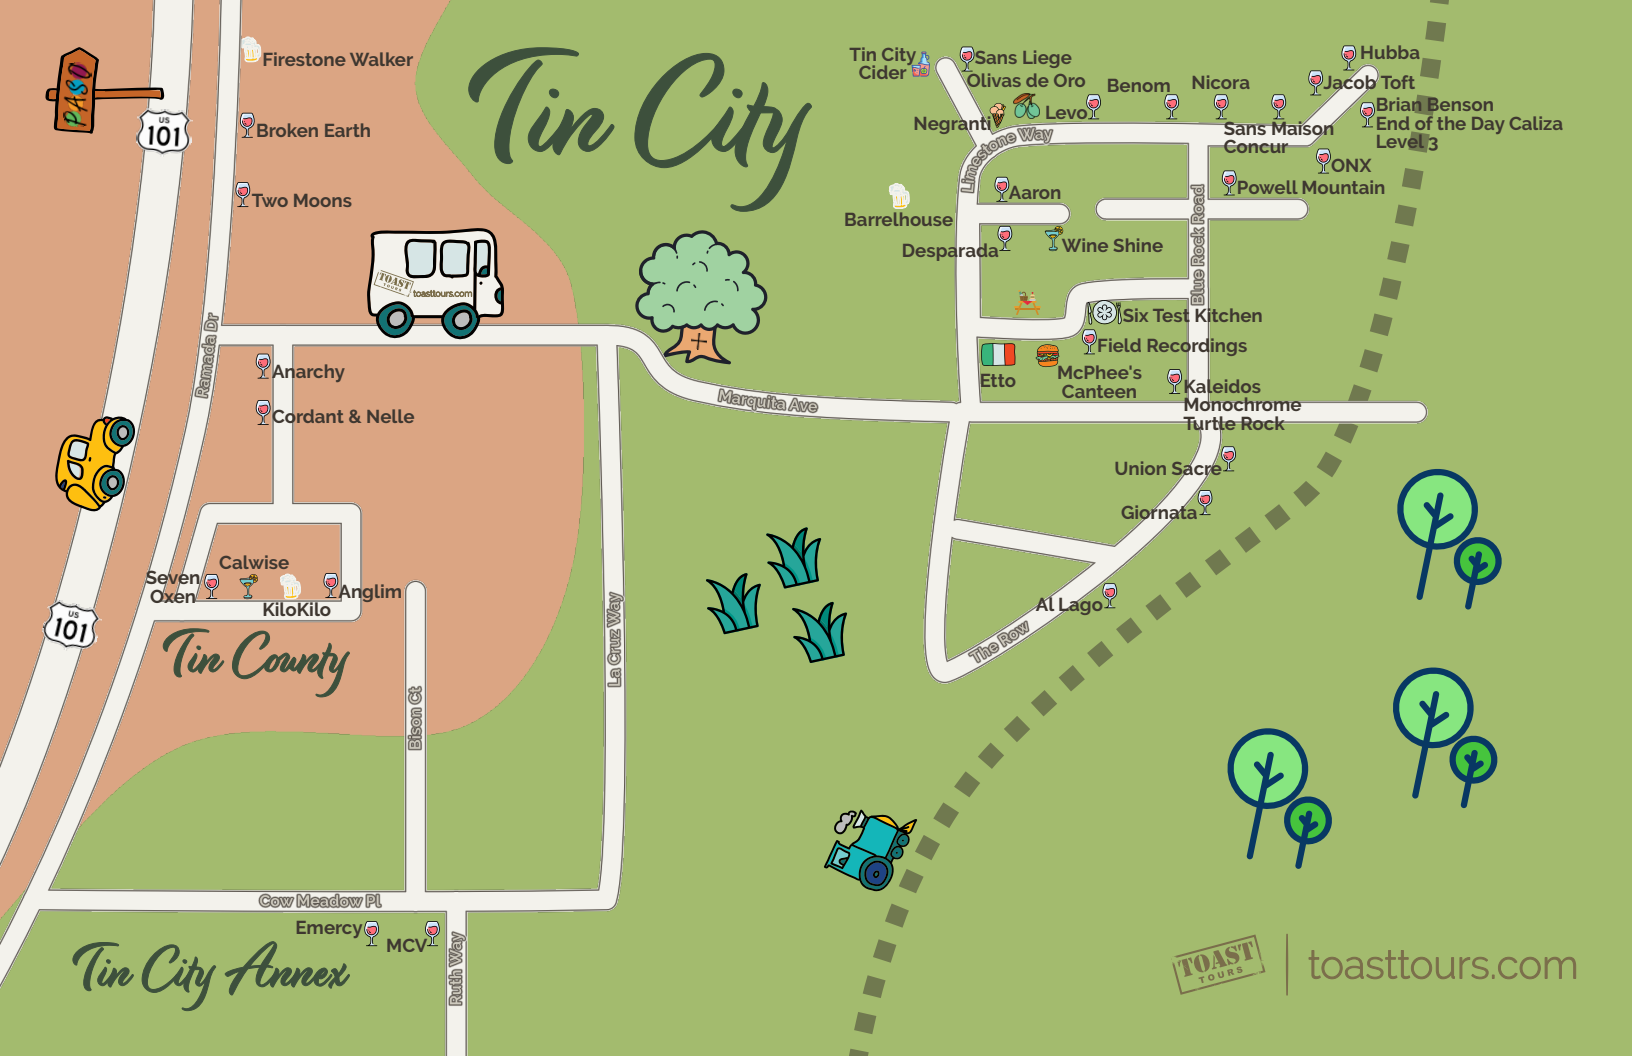 Tin City
PASO
US
101
Firestone Walker
Broken Earth
Two Moons
Ramada Dr
TOAST
TOURS
toasttours.com
Anarchy
Cordant & Nelle
Calwise
Seven
Oxen
KiloKilo
Anglim
US
101
Tin County
Bison Ct
La Cruz Way
Cow Meadow Pl
Emercy
MCV
Ruth Way
Tin City Annex
Marquita Ave
Tin City
Cider
Sans Liege
Olivas de Oro
Negranti
Levo
Benom
Nicora
Hubba
Jacob Toft
Brian Benson
End of the Day Caliza
Level 3
Sans Maison
Concur
ONX
Powell Mountain
Limestone Way
Aaron
Barrelhouse
Desparada
Wine Shine
Blue Rock Road
Six Test Kitchen
Field Recordings
Etto
McPhee's
Canteen
Kaleidos
Monochrome
Turtle Rock
Union Sacre
Giornata
Al Lago
The Row
TOAST
TOURS
toasttours.com